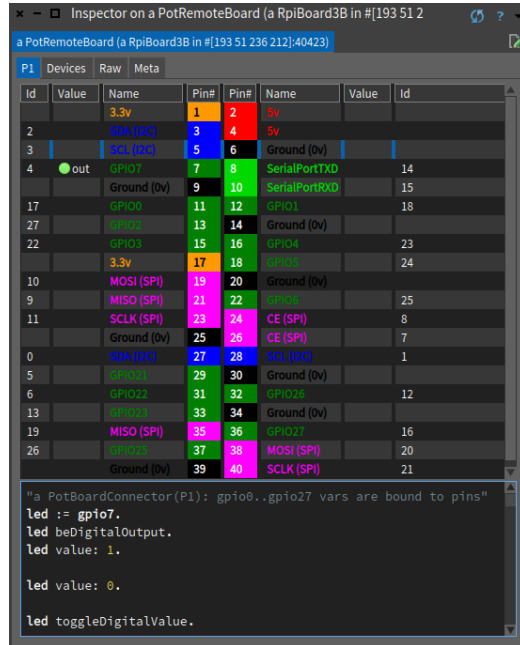 Inspector on a PotRemoteBoard (a RpiBoard3B in #[193 51 2
a PotRemoteBoard (a RpiBoard3B in #[193 51 236 212]:40423)
P1 Devices Raw Meta
Id Value Name Pin# Pin# Name Value Id
3.3v 1 2 5v
2 SDA (I2C) 3 4 5v
3 SCL (I2C) 5 6 Ground (0v)
4 out GPIO7 7 8 SerialPortTXD 14
Ground (0v) 9 10 SerialPortRXD 15
17 GPIO0 11 12 GPIO1 18
27 GPIO2 13 14 Ground (0v)
22 GPIO3 15 16 GPIO4 23
3.3v 17 18 GPIO5 24
10 MOSI (SPI) 19 20 Ground (0v)
9 MISO (SPI) 21 22 GPIO6 25
11 SCLK (SPI) 23 24 CE (SPI) 8
Ground (0v) 25 26 CE (SPI) 7
0 SDA (I2C) 27 28 SCL (I2C) 1
5 GPIO21 29 30 Ground (0v)
6 GPIO22 31 32 GPIO26 12
13 GPIO23 33 34 Ground (0v)
19 MISO (SPI) 35 36 GPIO27 16
26 GPIO25 37 38 MOSI (SPI) 20
Ground (0v) 39 40 SCLK (SPI) 21
"a PotBoardConnector(P1): gpio0..gpio27 vars are bound to pins"
led := gpio7.
led beDigitalOutput.
led value: 1.
led value: 0.
led toggleDigitalValue.